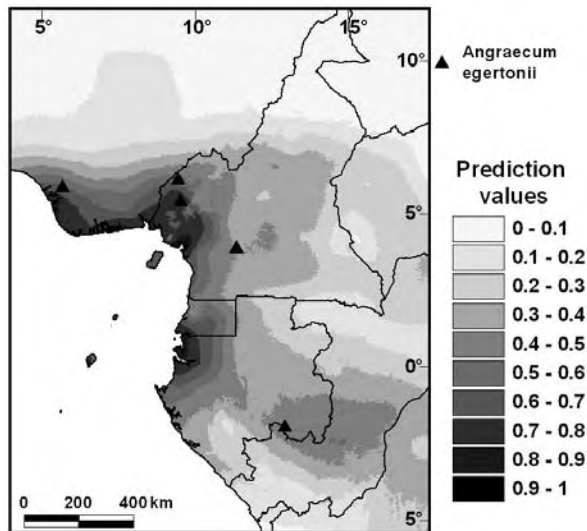 5° 10° 15°
10°
5°
0°
5°
0 200 400 km
Angraecum
egertonii
Prediction
values
0 - 0.1
0.1 - 0.2
0.2 - 0.3
0.3 - 0.4
0.4 - 0.5
0.5 - 0.6
0.6 - 0.7
0.7 - 0.8
0.8 - 0.9
0.9 - 1